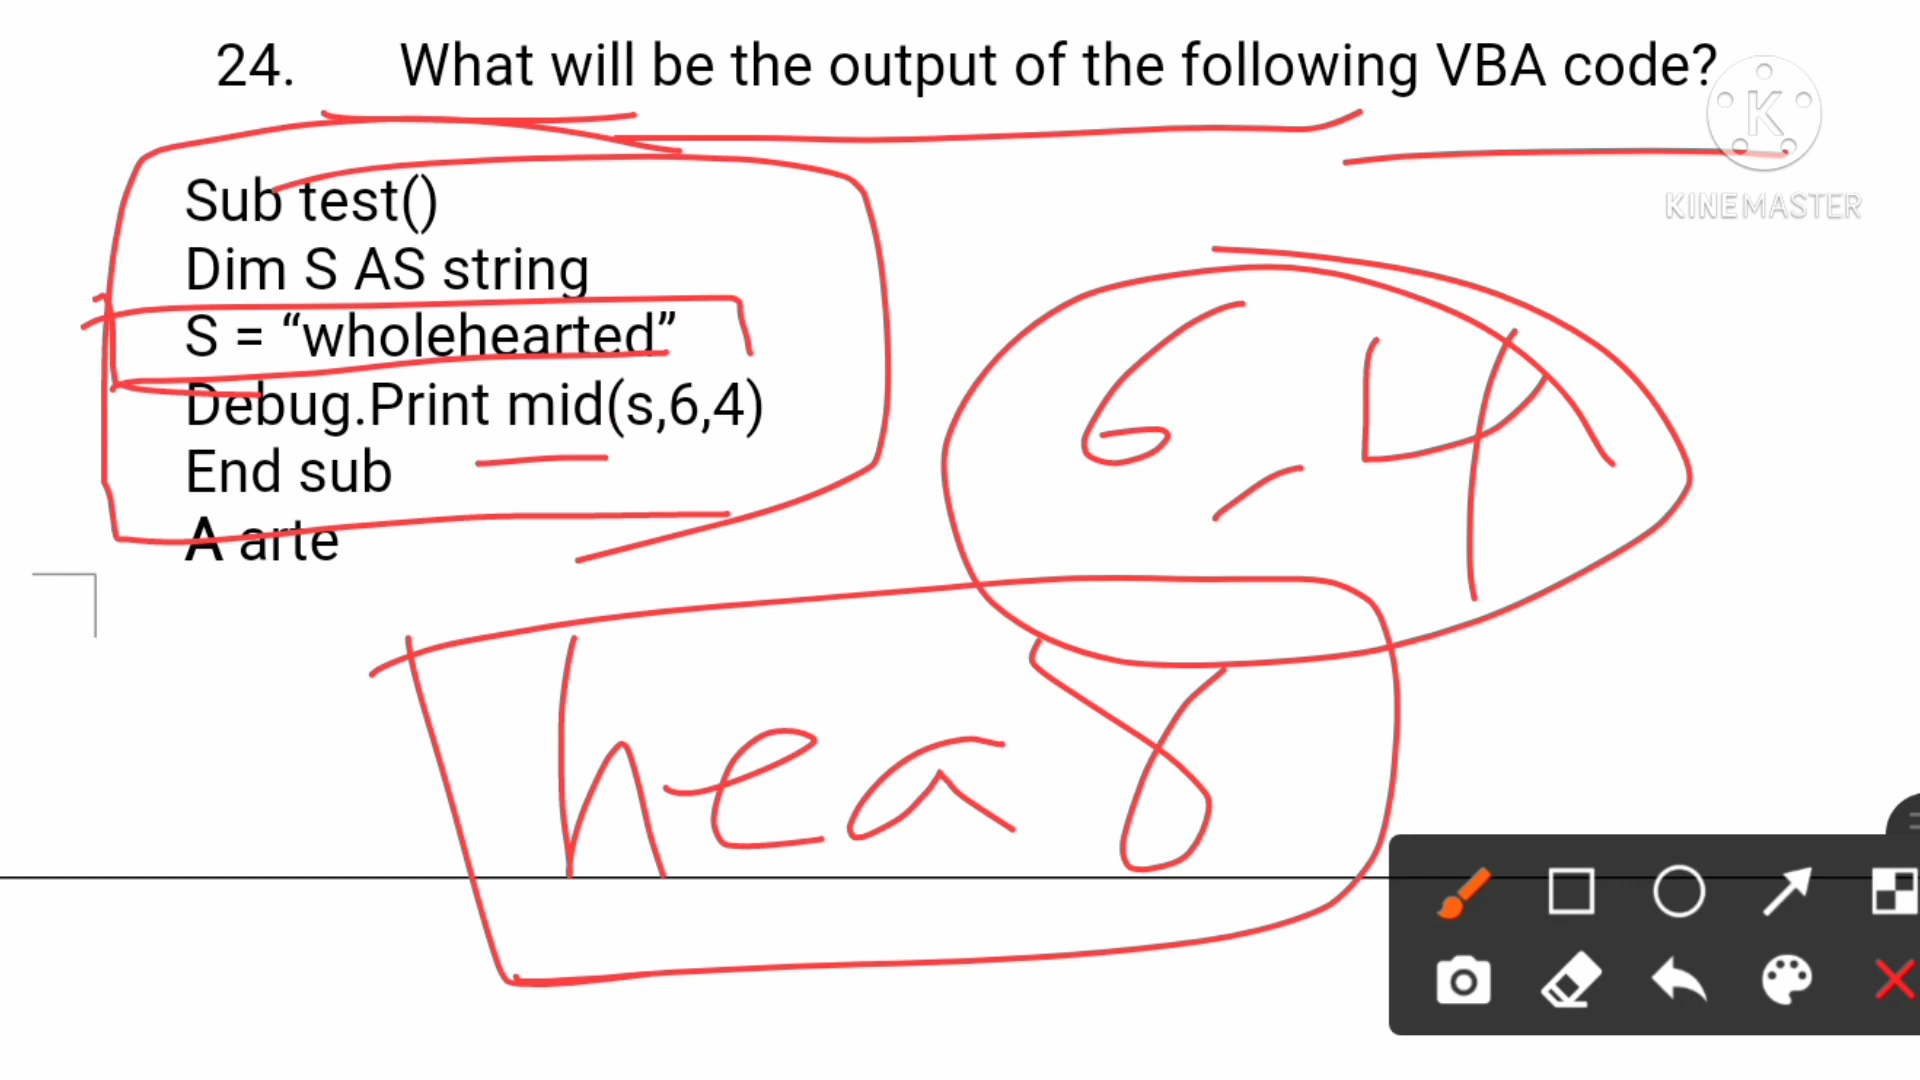 24. What will be the output of the following VBA code?
K
KINEMASTER
Sub test()
Dim S AS string
S = “wholehearted”
Debug.Print mid(s,6,4)
End sub
A arte
6,4
hear